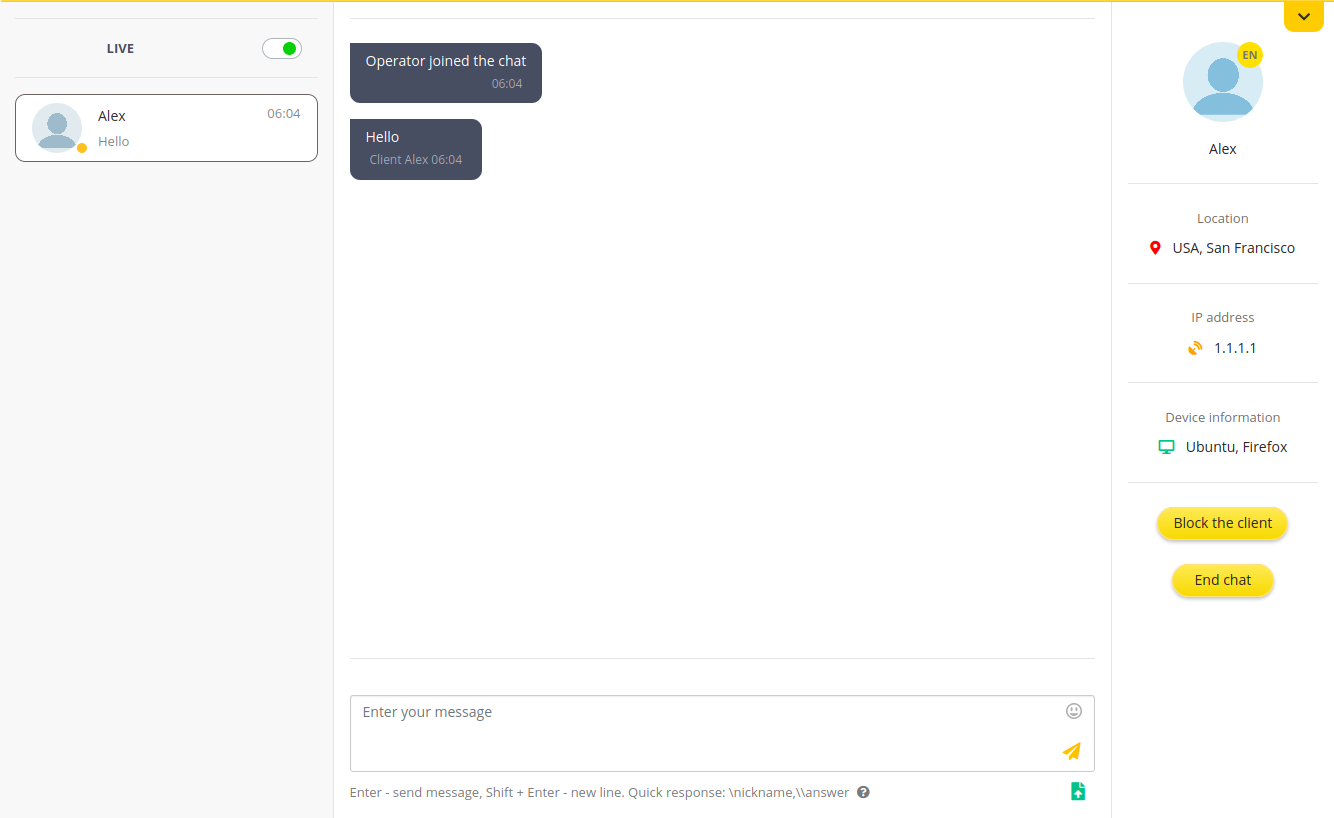 LIVE
Alex
06:04
Hello
Operator joined the chat
06:04
Hello
Client Alex 06:04
Enter your message
Enter - send message, Shift + Enter - new line. Quick response: \nickname,\\answer
EN
Alex
Location
USA, San Francisco
IP address
1.1.1.1
Device information
Ubuntu, Firefox
Block the client
End chat